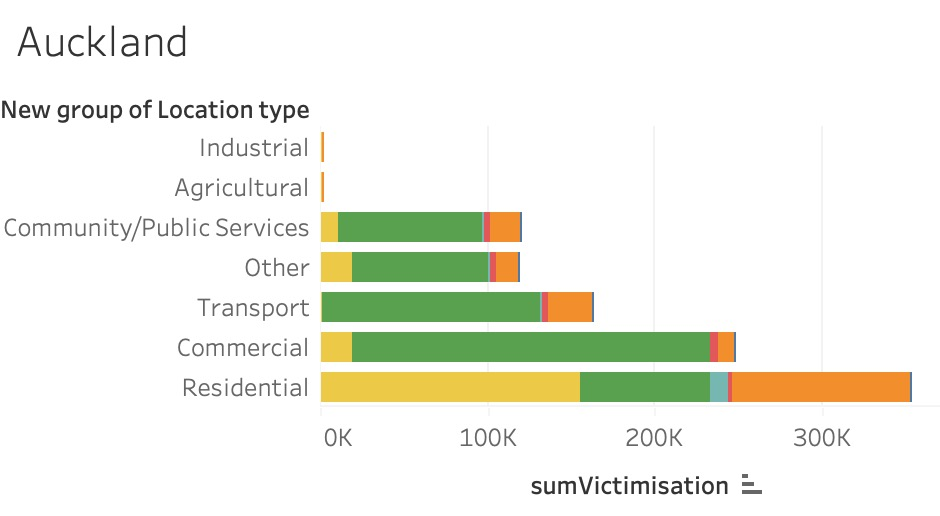 Auckland
New group of Location type
Industrial
Agricultural
Community/Public Services
Other
Transport
Commercial
Residential
0K 100K 200K 300K
sumVictimisation